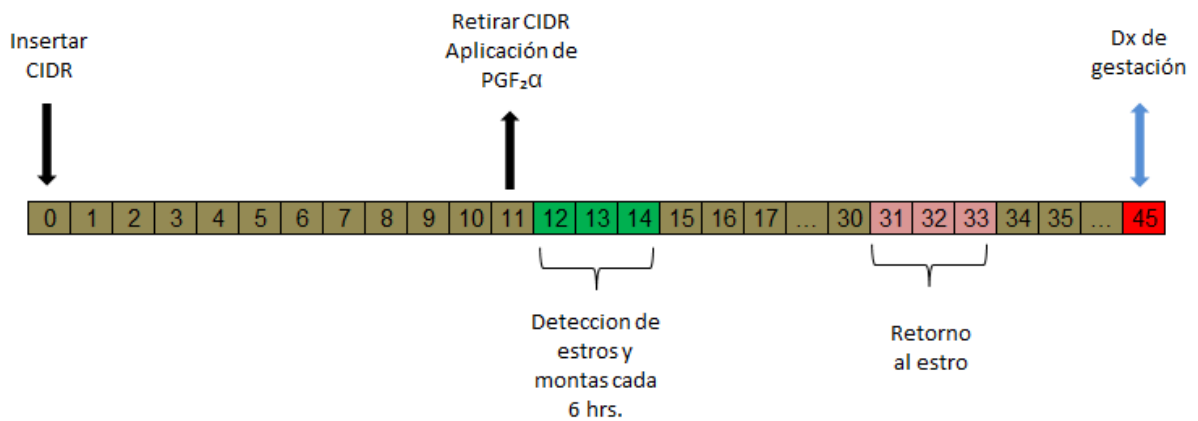 Insertar
CIDR
Retirar CIDR
Aplicación de
PGF₂α
Dx de
gestación
0 1 2 3 4 5 6 7 8 9 10 11 12 13 14 15 16 17 ... 30 31 32 33 34 35 ... 45
Deteccion de
estros y
montas cada
6 hrs.
Retorno
al estro